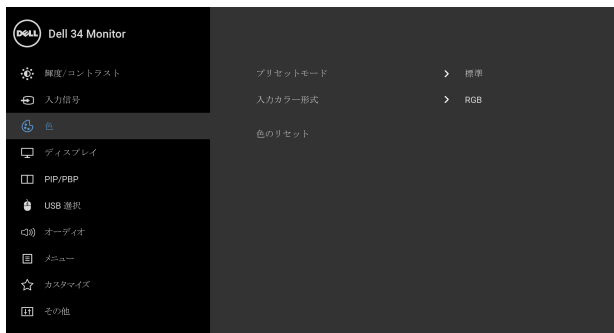 DELL
Dell 34 Monitor
輝度/コントラスト
入力信号
色
ディスプレイ
PIP/PBP
USB 選択
オーディオ
メニュー
カスタマイズ
その他
プリセットモード
標準
入力カラー形式
RGB
色のリセット